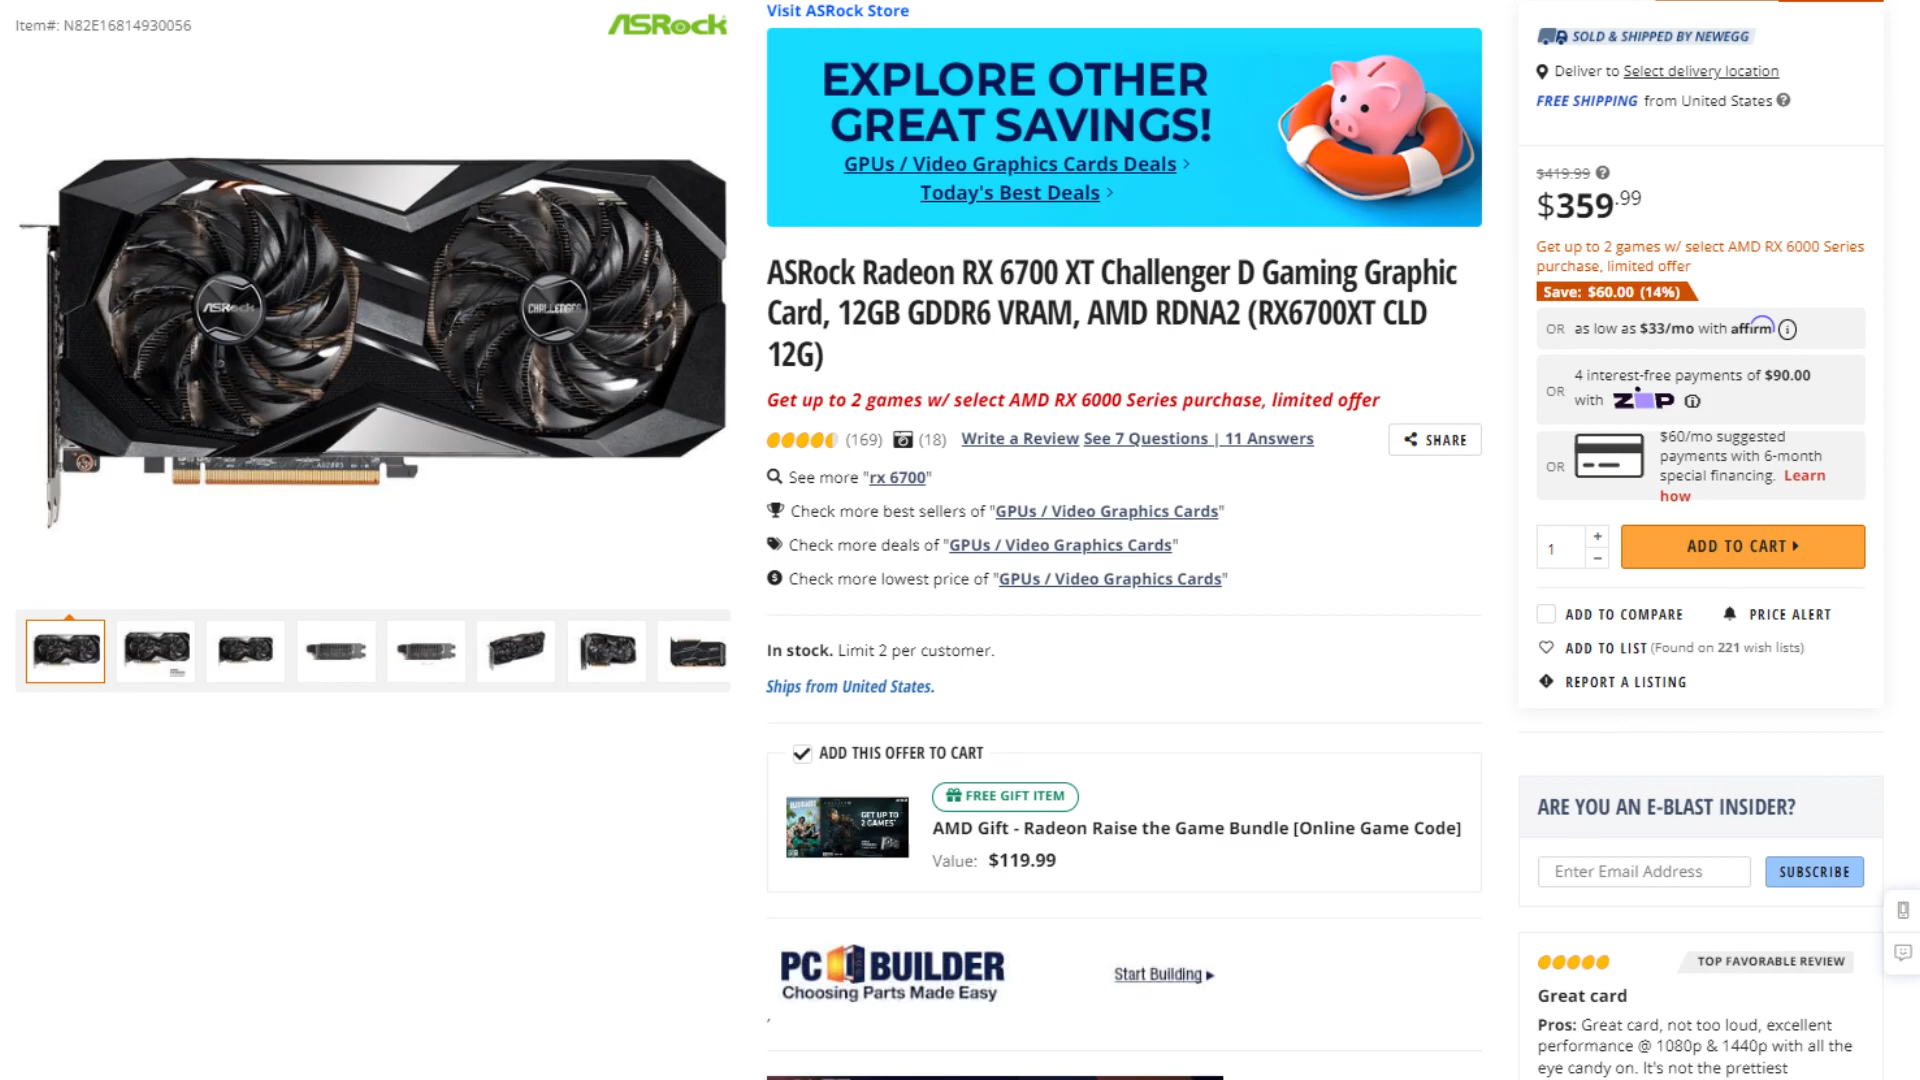 Item#: N82E16814930056
ASRock
ASRock
CHALLENGER
Visit ASRock Store
EXPLORE OTHER
GREAT SAVINGS!
GPUs / Video Graphics Cards Deals
Today's Best Deals
ASRock Radeon RX 6700 XT Challenger D Gaming Graphic
Card, 12GB GDDR6 VRAM, AMD RDNA2 (RX6700XT CLD
12G)
Get up to 2 games w/ select AMD RX 6000 Series purchase, limited offer
(169) (18) Write a Review See 7 Questions | 11 Answers
SHARE
See more "rx 6700"
Check more best sellers of "GPUs / Video Graphics Cards"
Check more deals of "GPUs / Video Graphics Cards"
Check more lowest price of "GPUs / Video Graphics Cards"
In stock. Limit 2 per customer.
Ships from United States.
ADD THIS OFFER TO CART
GET UP TO
2 GAMES
FREE GIFT ITEM
AMD Gift - Radeon Raise the Game Bundle [Online Game Code]
Value: $119.99
PC BUILDER
Choosing Parts Made Easy
Start Building
SOLD & SHIPPED BY NEWEGG
Deliver to Select delivery location
FREE SHIPPING from United States
$419.99
$359.99
Get up to 2 games w/ select AMD RX 6000 Series
purchase, limited offer
Save: $60.00 (14%)
OR as low as $33/mo with affirm
4 interest-free payments of $90.00
OR with ZIP
OR $60/mo suggested
payments with 6-month
special financing. Learn
how
1 + -
ADD TO CART
ADD TO COMPARE
PRICE ALERT
ADD TO LIST (Found on 221 wish lists)
REPORT A LISTING
ARE YOU AN E-BLAST INSIDER?
Enter Email Address
SUBSCRIBE
TOP FAVORABLE REVIEW
Great card
Pros: Great card, not too loud, excellent
performance @ 1080p & 1440p with all the
eye candy on. It's not the prettiest